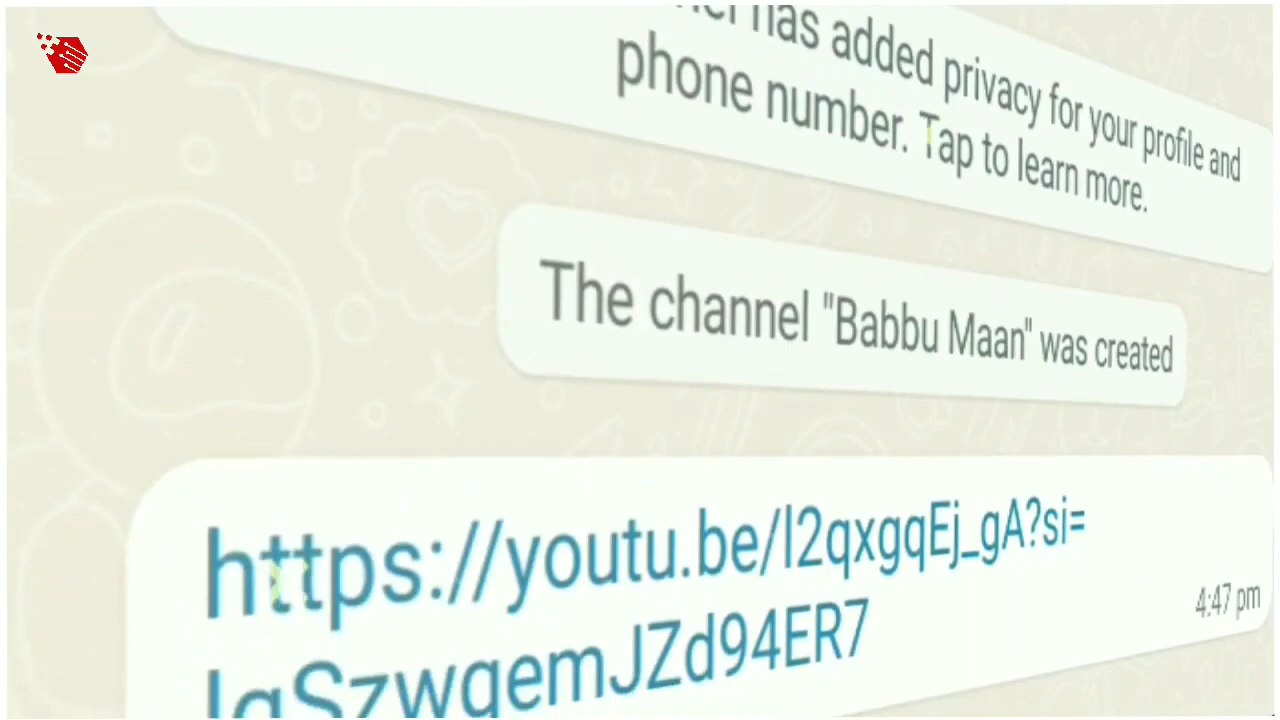 has added privacy for your profile and
phone number. Tap to learn more.
The channel "Babbu Maan" was created
https://youtu.be/l2qxgqEj_gA?si=
4:47 pm